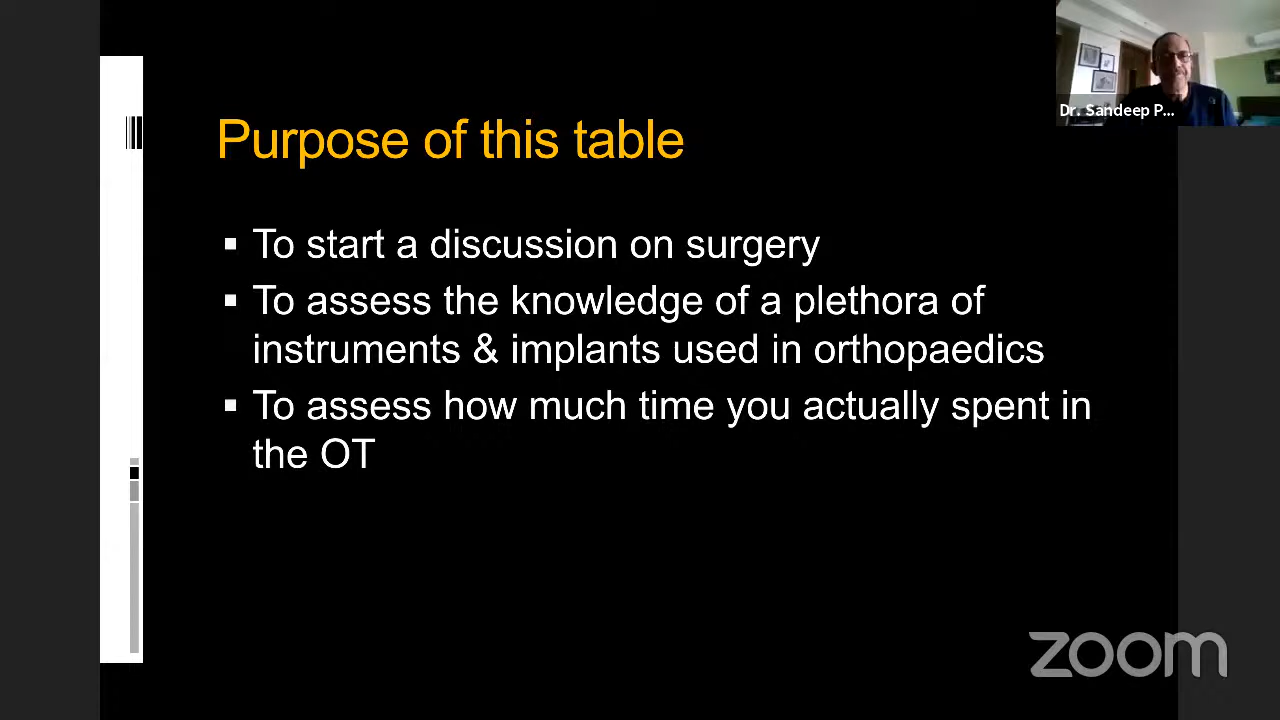 Dr. Sandeep P...
Purpose of this table
▪ To start a discussion on surgery
▪ To assess the knowledge of a plethora of
instruments & implants used in orthopaedics
▪ To assess how much time you actually spent in
the OT
zoom